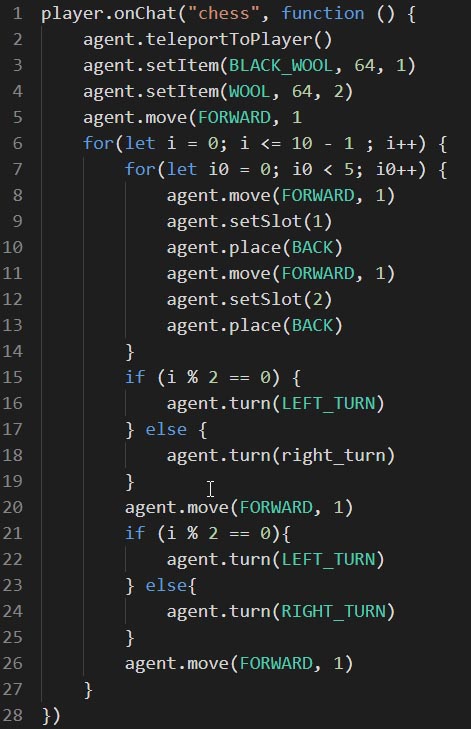 1 player.onChat("chess", function () {
2     agent.teleportToPlayer()
3     agent.setItem(BLACK_WOOL, 64, 1)
4     agent.setItem(WOOL, 64, 2)
5     agent.move(FORWARD, 1
6     for(let i = 0; i <= 10 - 1 ; i++) {
7         for(let i0 = 0; i0 < 5; i0++) {
8             agent.move(FORWARD, 1)
9             agent.setSlot(1)
10             agent.place(BACK)
11             agent.move(FORWARD, 1)
12             agent.setSlot(2)
13             agent.place(BACK)
14         }
15         if (i % 2 == 0) {
16             agent.turn(LEFT_TURN)
17         } else {
18             agent.turn(right_turn)
19         }
20         agent.move(FORWARD, 1)
21         if (i % 2 == 0){
22             agent.turn(LEFT_TURN)
23         } else{
24             agent.turn(RIGHT_TURN)
25         }
26         agent.move(FORWARD, 1)
27     }
28 })